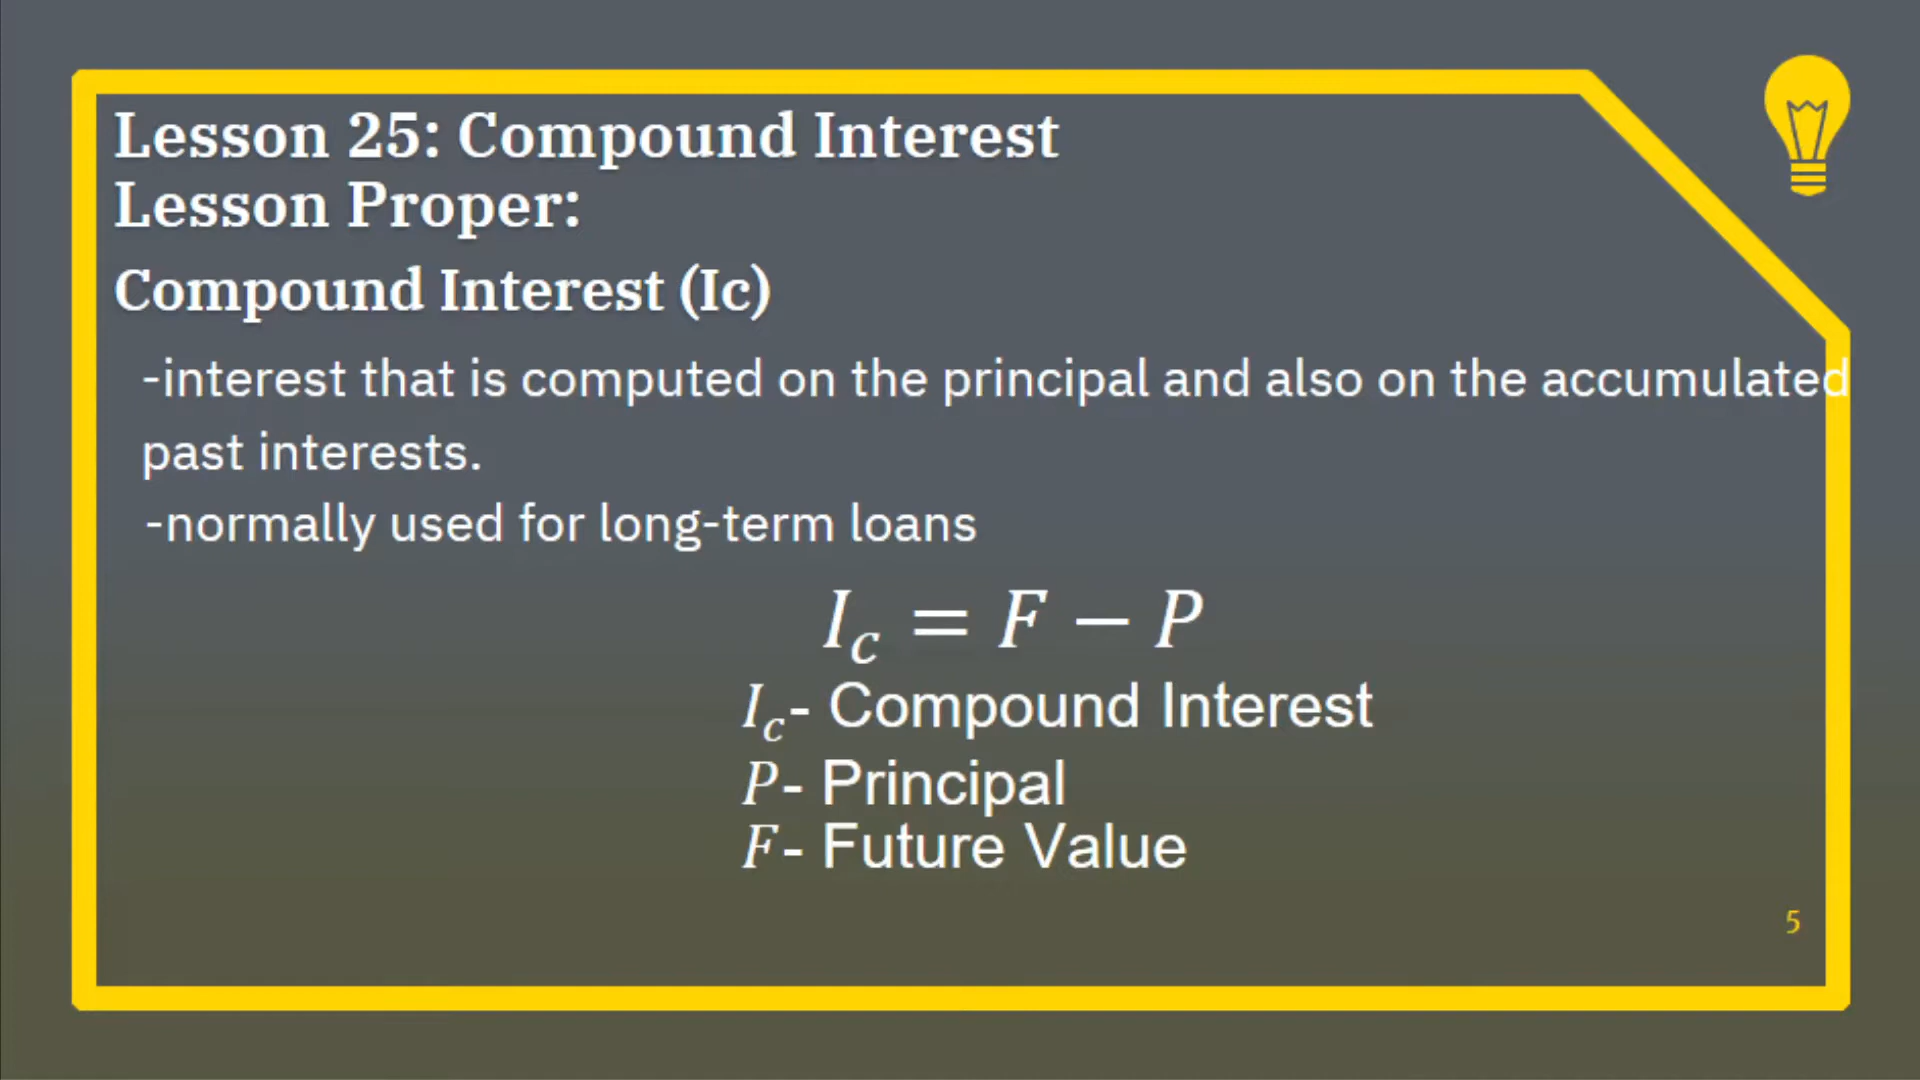 Lesson 25: Compound Interest
Lesson Proper:
Compound Interest (Ic)
-interest that is computed on the principal and also on the accumulated
past interests.
-normally used for long-term loans
I_c = F − P
I_c- Compound Interest
P- Principal
F- Future Value
5